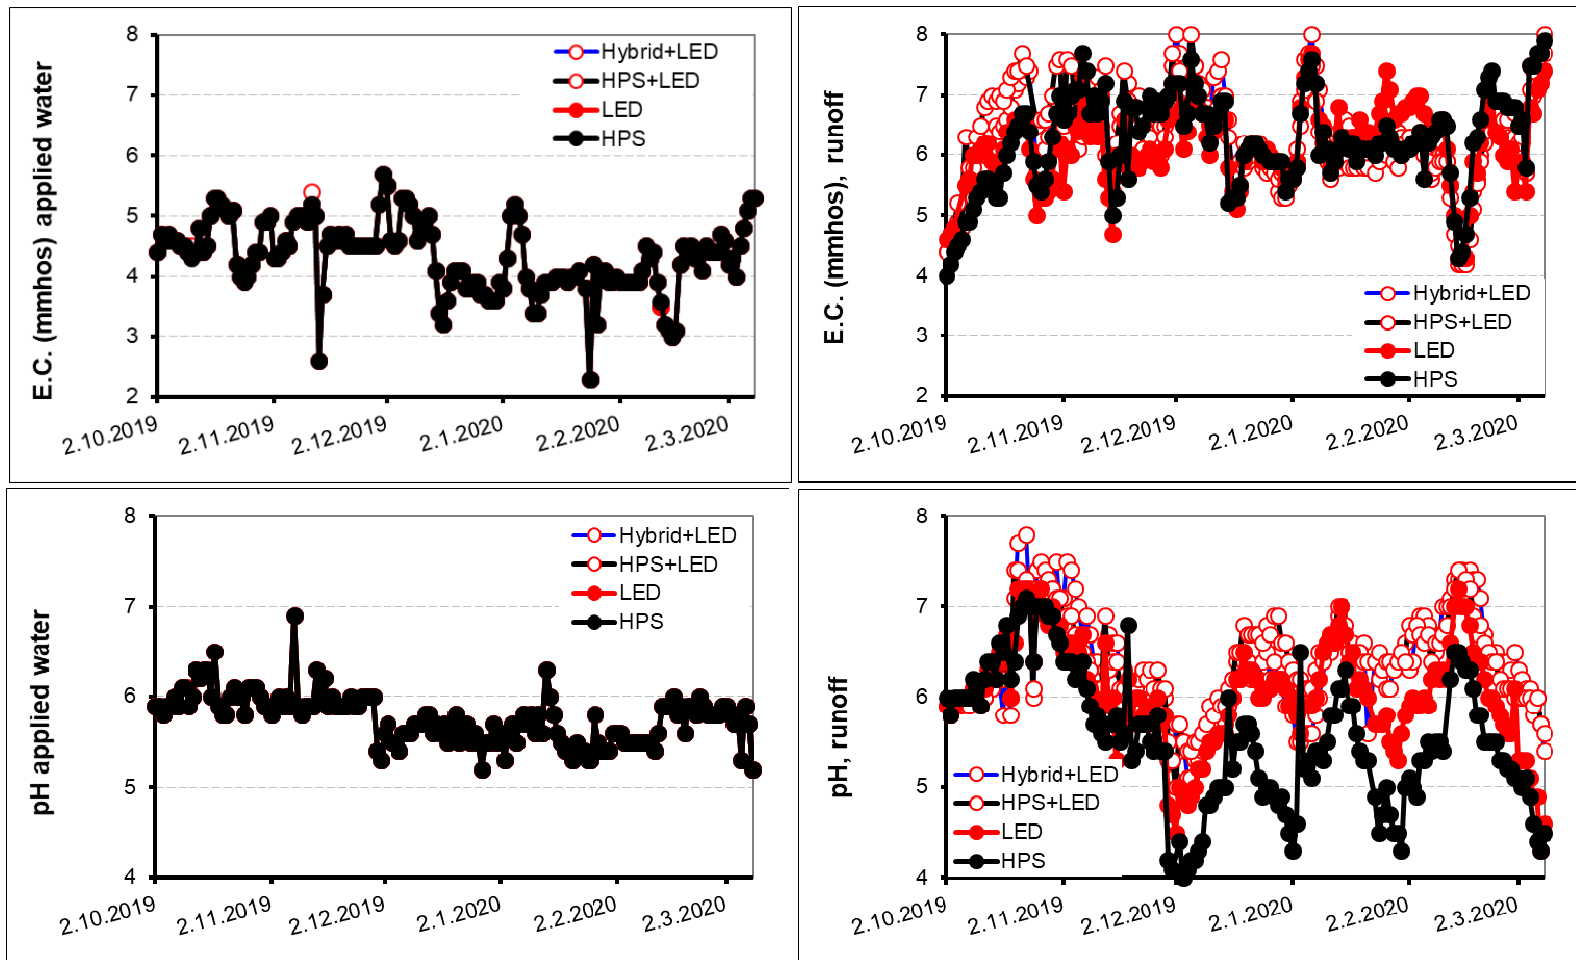 E.C. (mmhos) applied water
8
7
6
5
4
3
2
Hybrid+LED
HPS+LED
LED
HPS
2.10.2019
2.11.2019
2.12.2019
2.1.2020
2.2.2020
2.3.2020
E.C. (mmhos), runoff
8
7
6
5
4
3
2
Hybrid+LED
HPS+LED
LED
HPS
2.10.2019
2.11.2019
2.12.2019
2.1.2020
2.2.2020
2.3.2020
pH applied water
8
7
6
5
4
Hybrid+LED
HPS+LED
LED
HPS
2.10.2019
2.11.2019
2.12.2019
2.1.2020
2.2.2020
2.3.2020
pH, runoff
8
7
6
5
4
Hybrid+LED
HPS+LED
LED
HPS
2.10.2019
2.11.2019
2.12.2019
2.1.2020
2.2.2020
2.3.2020